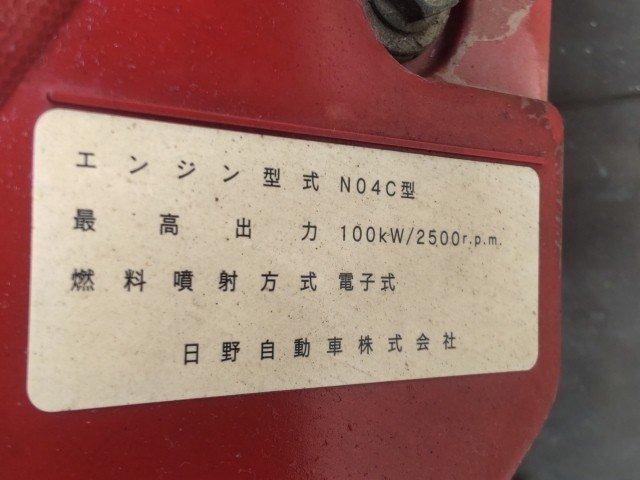 エンジン型式 N04C型
最高出力 100kW/2500r.p.m.
燃料噴射方式 電子式
日野自動車株式会社